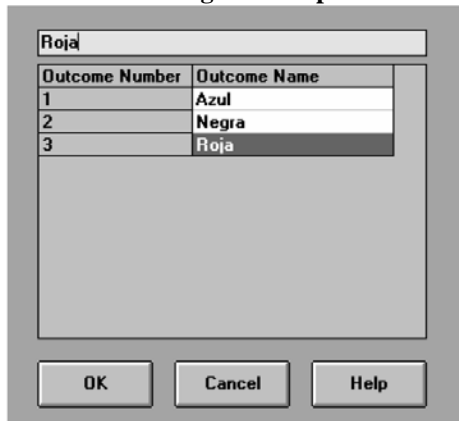 Roja
Outcome Number Outcome Name
1 Azul
2 Negra
3 Roja
OK Cancel Help